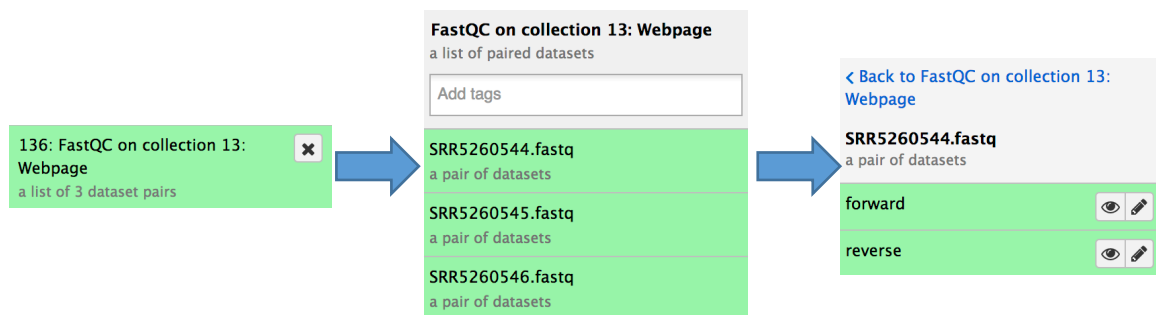 136: FastQC on collection 13:
Webpage
a list of 3 dataset pairs
FastQC on collection 13: Webpage
a list of paired datasets
Add tags
SRR5260544.fastq
a pair of datasets
SRR5260545.fastq
a pair of datasets
SRR5260546.fastq
a pair of datasets
Back to FastQC on collection 13:
Webpage
SRR5260544.fastq
a pair of datasets
forward
reverse